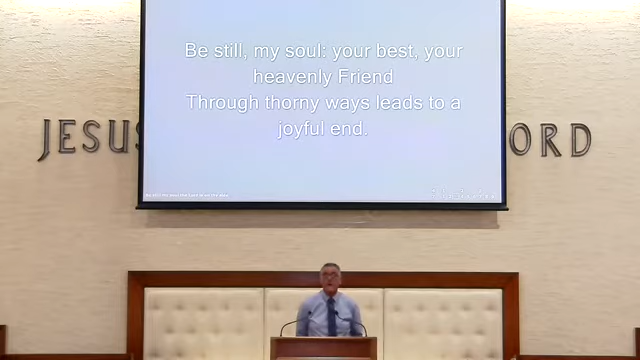 Be still, my soul: your best, your
heavenly Friend
Through thorny ways leads to a
joyful end.
JESUS
ORD